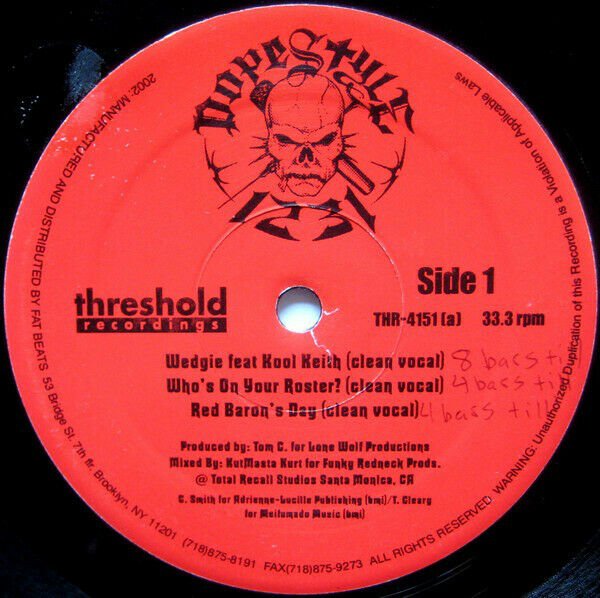 DopeStyle
1231
Side 1
threshold
recordings
THR-4151 (a) 33.3 rpm
Wedgie feat Kool Keith (clean vocal) 8 bars till
Who's On Your Roster? (clean vocal) 4 bars till
Red Baron's Day (clean vocal) 4 bars till
Produced by: Tom C. for Lone Wolf Productions
Mixed By: KutMasta Kurt for Funky Redneck Prods.
@ Total Recall Studios Santa Monica, CA
C. Smith for Adrienne-Lucille Publishing (bmi)/T. Cleary
for Meifumado Music (bmi)
2002: MANUFACTURED AND DISTRIBUTED BY FAT BEATS 53 Bridge St. 7th flr. Brooklyn, NY 11201 (718)875-8191 FAX(718)875-9273 ALL RIGHTS RESERVED. WARNING: Unauthorized Duplication of this Recording is a Violation of Applicable Laws